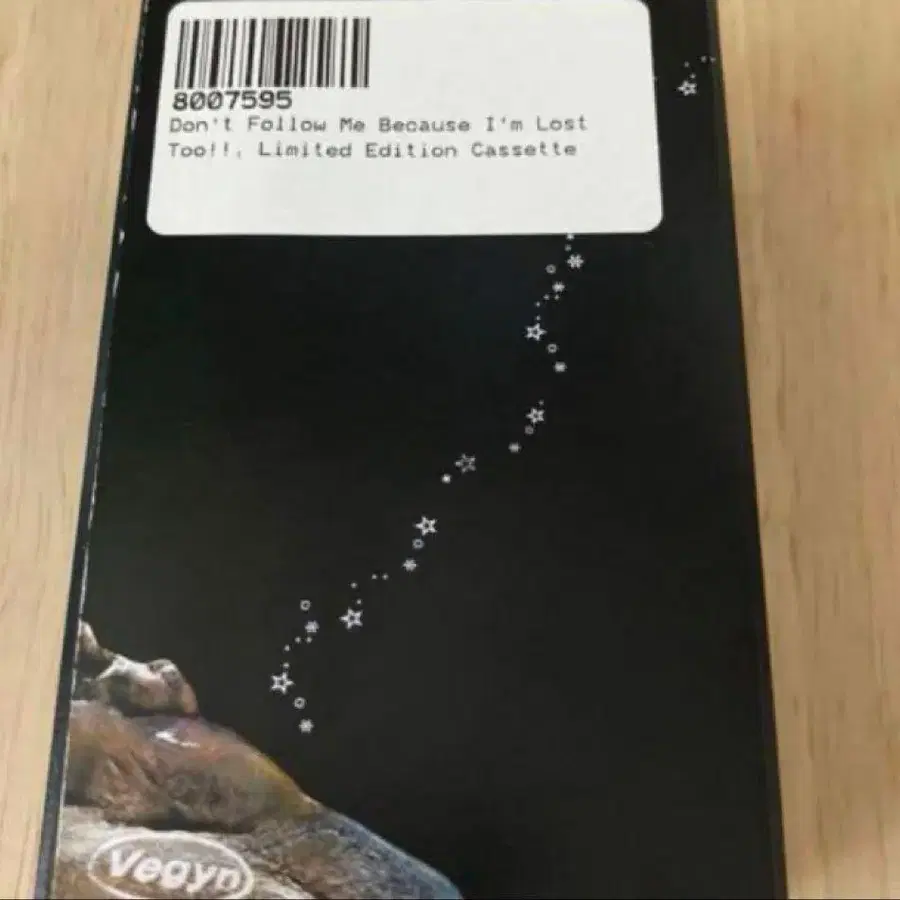 8007595
Don't Follow Me Because I'm Lost
Too!!, Limited Edition Cassette
Vegyn